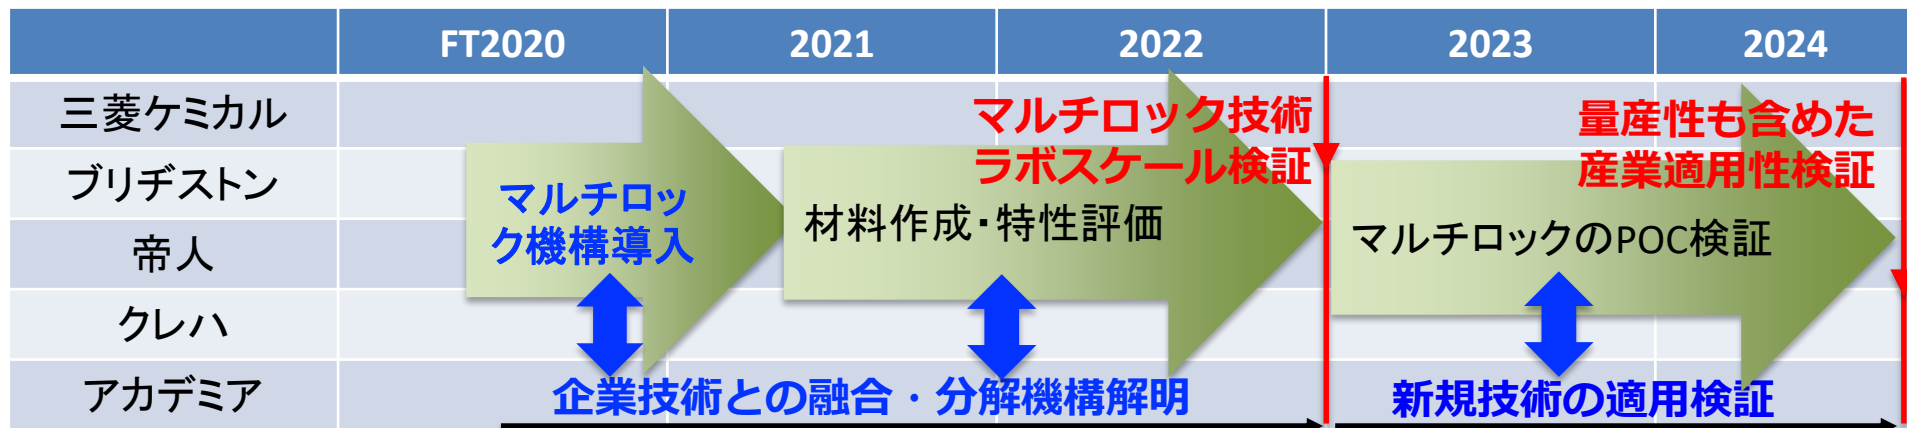 FT2020 2021 2022 2023 2024
三菱ケミカル
ブリヂストン
帝人
クレハ
アカデミア
マルチロッ
ク機構導入
材料作成・特性評価
マルチロック技術
ラボスケール検証
マルチロックのPOC検証
量産性も含めた
産業適用性検証
企業技術との融合・分解機構解明
新規技術の適用検証